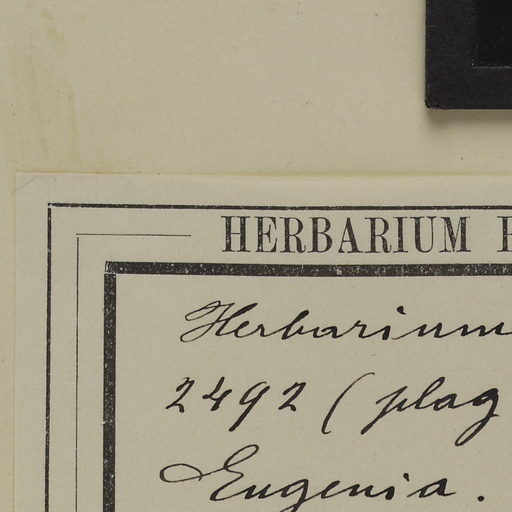 HERBARIUM
Herbarium
2492 (plag
Eugenia.